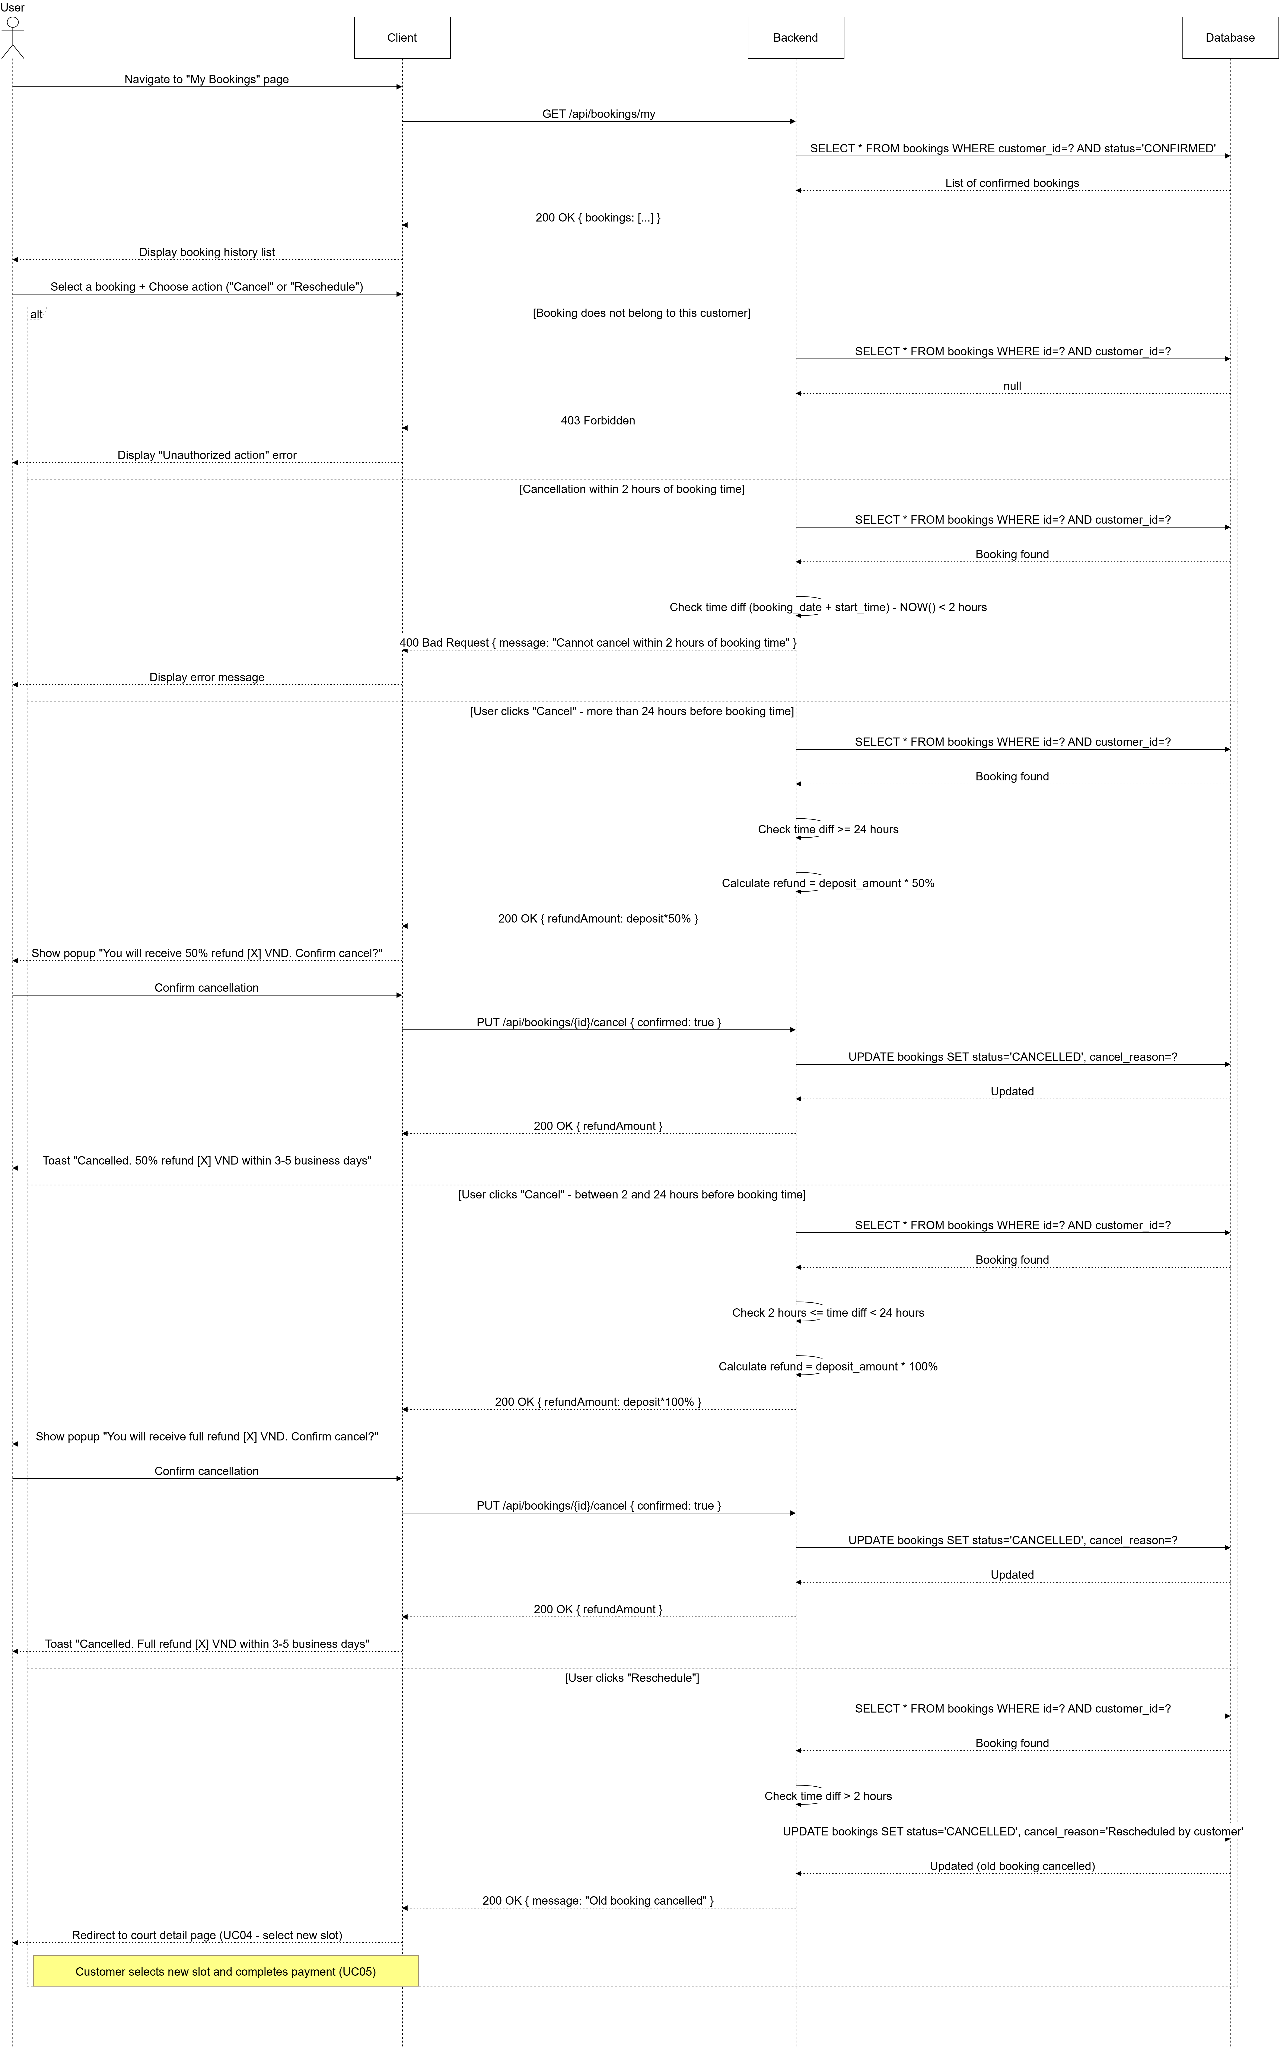 User
Client
Backend
Database
Navigate to "My Bookings" page
GET /api/bookings/my
SELECT * FROM bookings WHERE customer_id=? AND status='CONFIRMED'
List of confirmed bookings
200 OK { bookings: [...] }
Display booking history list
Select a booking + Choose action ("Cancel" or "Reschedule")
alt
[Booking does not belong to this customer]
SELECT * FROM bookings WHERE id=? AND customer_id=?
null
403 Forbidden
Display "Unauthorized action" error
[Cancellation within 2 hours of booking time]
SELECT * FROM bookings WHERE id=? AND customer_id=?
Booking found
Check time diff (booking_date + start_time) - NOW() < 2 hours
400 Bad Request { message: "Cannot cancel within 2 hours of booking time" }
Display error message
[User clicks "Cancel" - more than 24 hours before booking time]
SELECT * FROM bookings WHERE id=? AND customer_id=?
Booking found
Check time diff >= 24 hours
Calculate refund = deposit_amount * 50%
200 OK { refundAmount: deposit*50% }
Show popup "You will receive 50% refund [X] VND. Confirm cancel?"
Confirm cancellation
PUT /api/bookings/{id}/cancel { confirmed: true }
UPDATE bookings SET status='CANCELLED', cancel_reason=?
Updated
200 OK { refundAmount }
Toast "Cancelled. 50% refund [X] VND within 3-5 business days"
[User clicks "Cancel" - between 2 and 24 hours before booking time]
SELECT * FROM bookings WHERE id=? AND customer_id=?
Booking found
Check 2 hours <= time diff < 24 hours
Calculate refund = deposit_amount * 100%
200 OK { refundAmount: deposit*100% }
Show popup "You will receive full refund [X] VND. Confirm cancel?"
Confirm cancellation
PUT /api/bookings/{id}/cancel { confirmed: true }
UPDATE bookings SET status='CANCELLED', cancel_reason=?
Updated
200 OK { refundAmount }
Toast "Cancelled. Full refund [X] VND within 3-5 business days"
[User clicks "Reschedule"]
SELECT * FROM bookings WHERE id=? AND customer_id=?
Booking found
Check time diff > 2 hours
UPDATE bookings SET status='CANCELLED', cancel_reason='Rescheduled by customer'
Updated (old booking cancelled)
200 OK { message: "Old booking cancelled" }
Redirect to court detail page (UC04 - select new slot)
Customer selects new slot and completes payment (UC05)